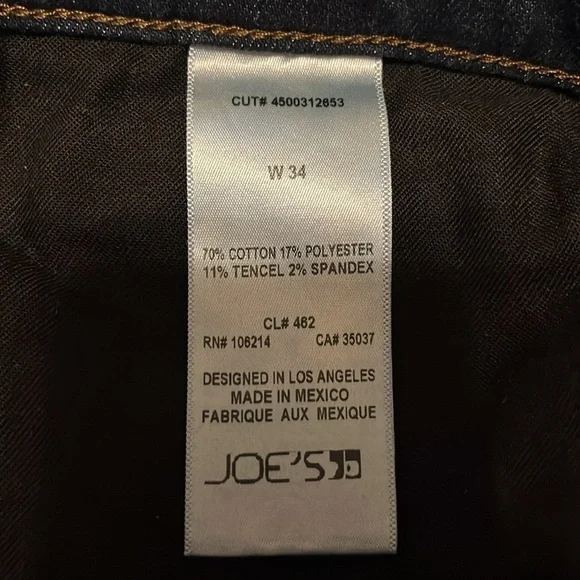 CUT# 4500312653
W 34
70% COTTON 17% POLYESTER
11% TENCEL 2% SPANDEX
CL# 462
RN# 106214 CA# 35037
DESIGNED IN LOS ANGELES
MADE IN MEXICO
FABRIQUE AUX MEXIQUE
JOE'S